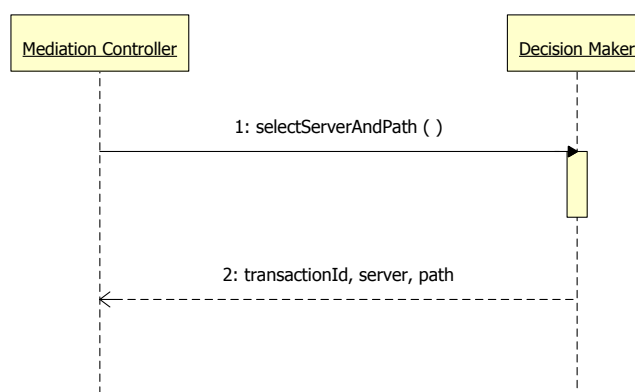 Mediation Controller
Decision Maker
1: selectServerAndPath ( )
2: transactionId, server, path